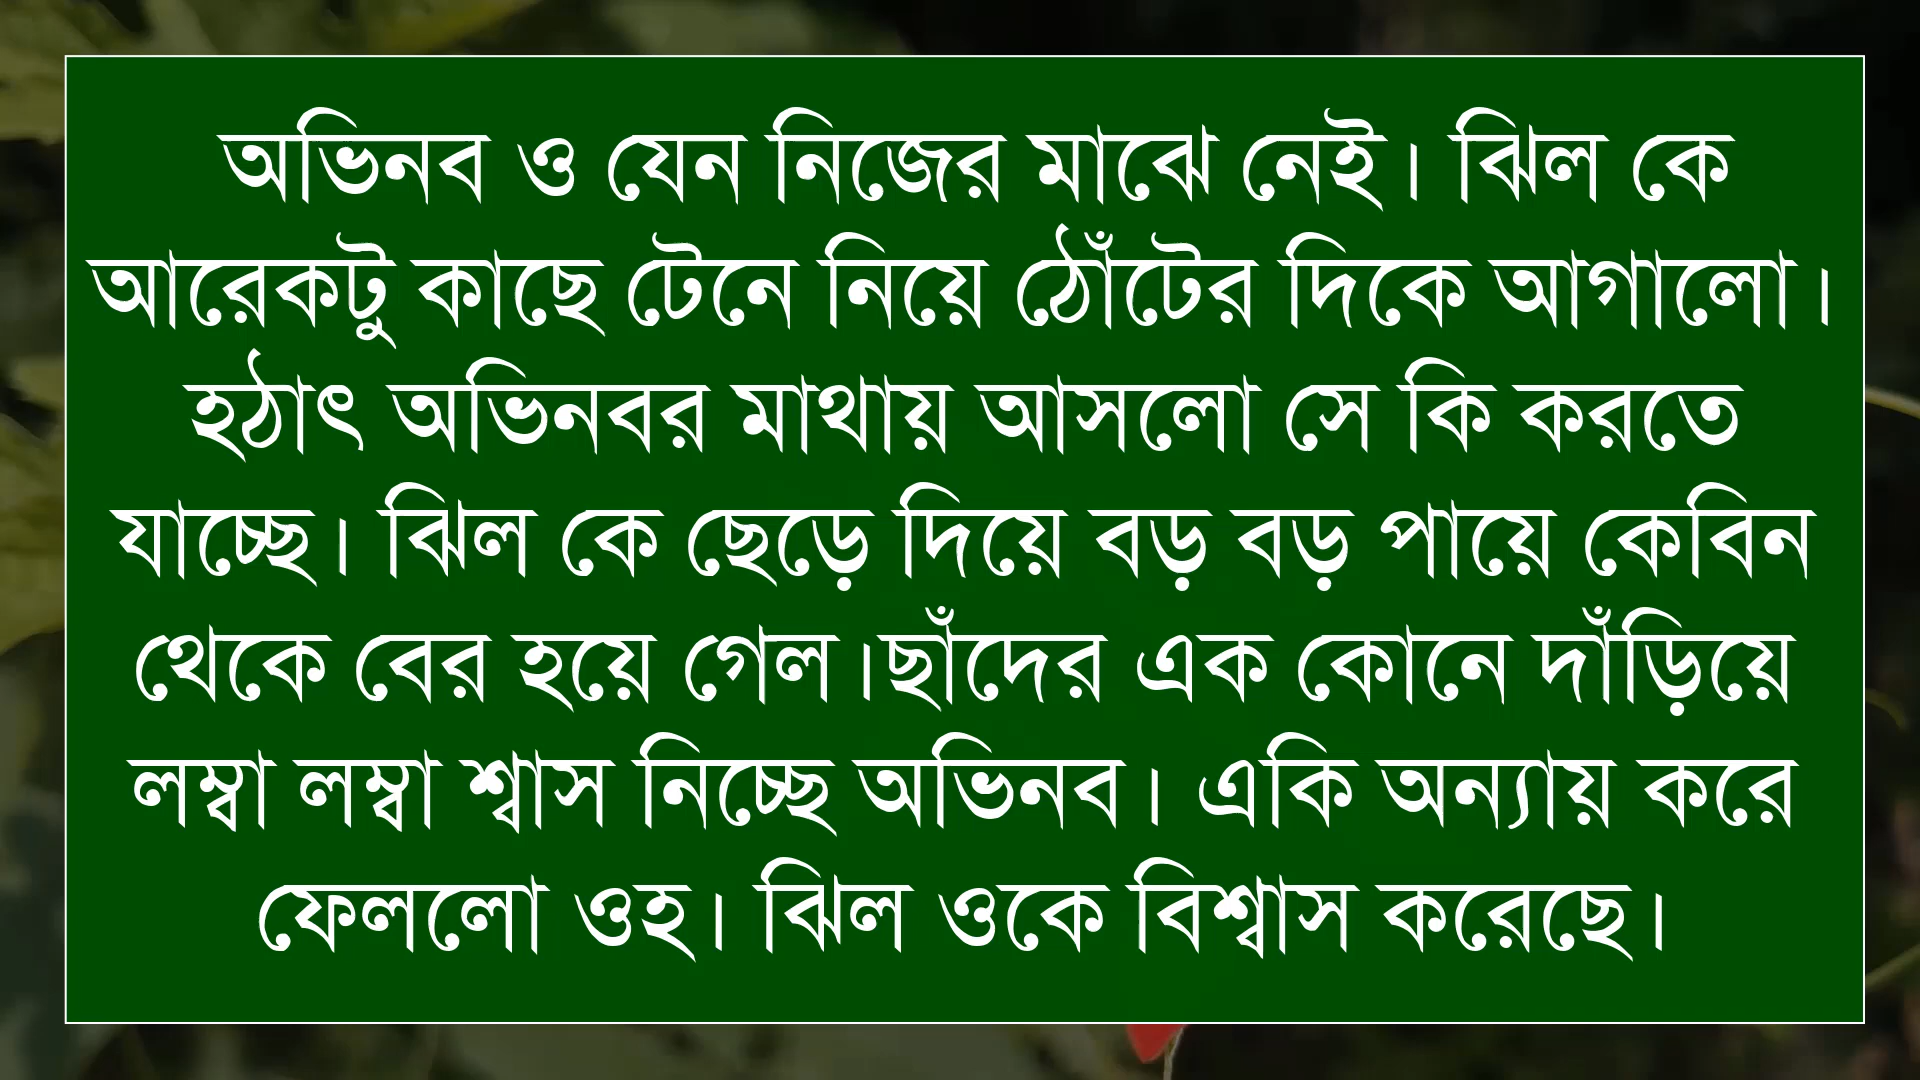 অভিনব ও যেন নিজের মাঝে নেই। ঝিল কে
আরেকটু কাছে টেনে নিয়ে ঠোঁটের দিকে আগালো।
হঠাৎ অভিনবর মাথায় আসলো সে কি করতে
যাচ্ছে। ঝিল কে ছেড়ে দিয়ে বড় বড় পায়ে কেবিন
থেকে বের হয়ে গেল।ছাঁদের এক কোনে দাঁড়িয়ে
লম্বা লম্বা শ্বাস নিচ্ছে অভিনব। একি অন্যায় করে
ফেললো ওহ। ঝিল ওকে বিশ্বাস করেছে।